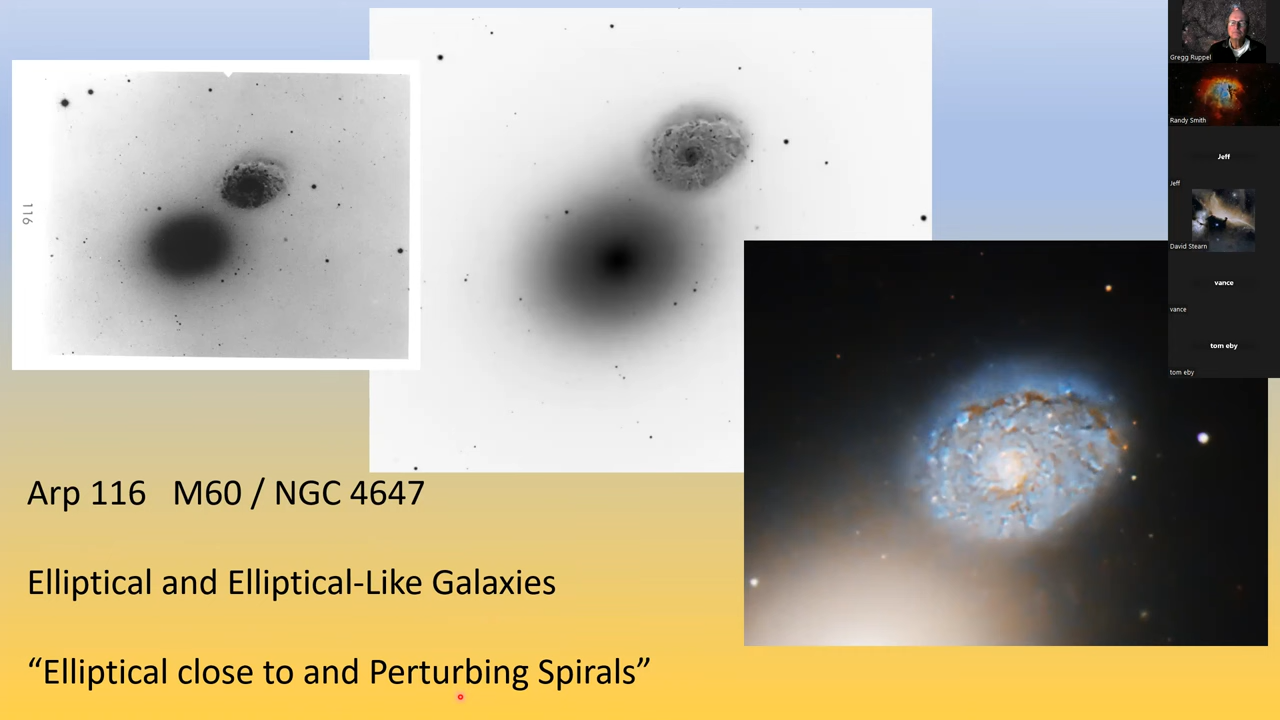 116
Arp 116 M60 / NGC 4647
Elliptical and Elliptical-Like Galaxies
“Elliptical close to and Perturbing Spirals”
Gregg Ruppel
Randy Smith
Jeff
Jeff
David Stearn
vance
vance
tom eby
tom eby